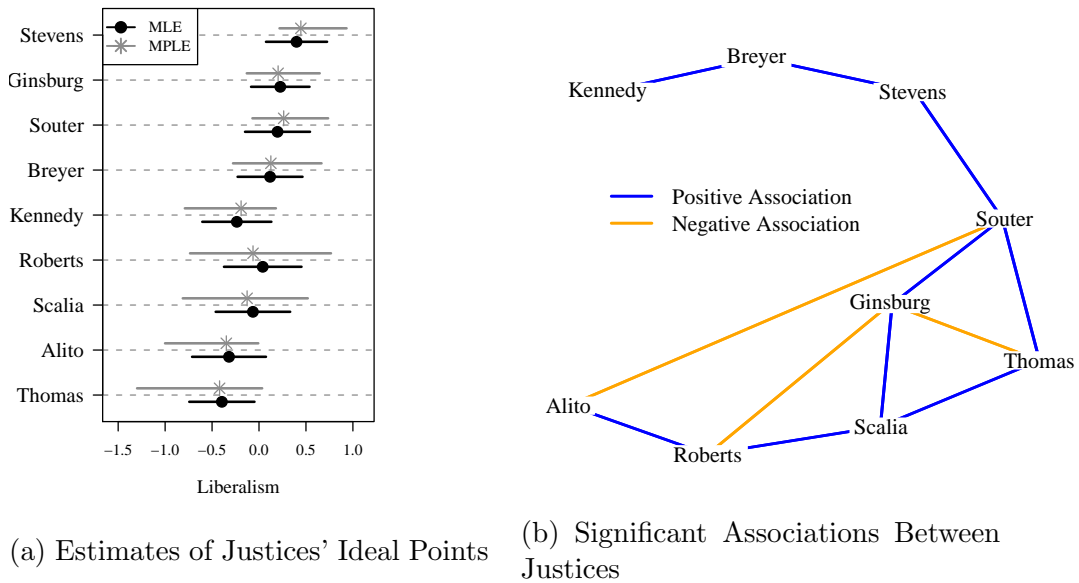 MLE
MPLE
Stevens
Ginsburg
Souter
Breyer
Kennedy
Roberts
Scalia
Alito
Thomas
−1.5 −1.0 −0.5 0.0 0.5 1.0
Liberalism
(a) Estimates of Justices’ Ideal Points
Breyer
Kennedy
Stevens
Positive Association
Negative Association
Souter
Ginsburg
Thomas
Alito
Scalia
Roberts
(b) Significant Associations Between
Justices